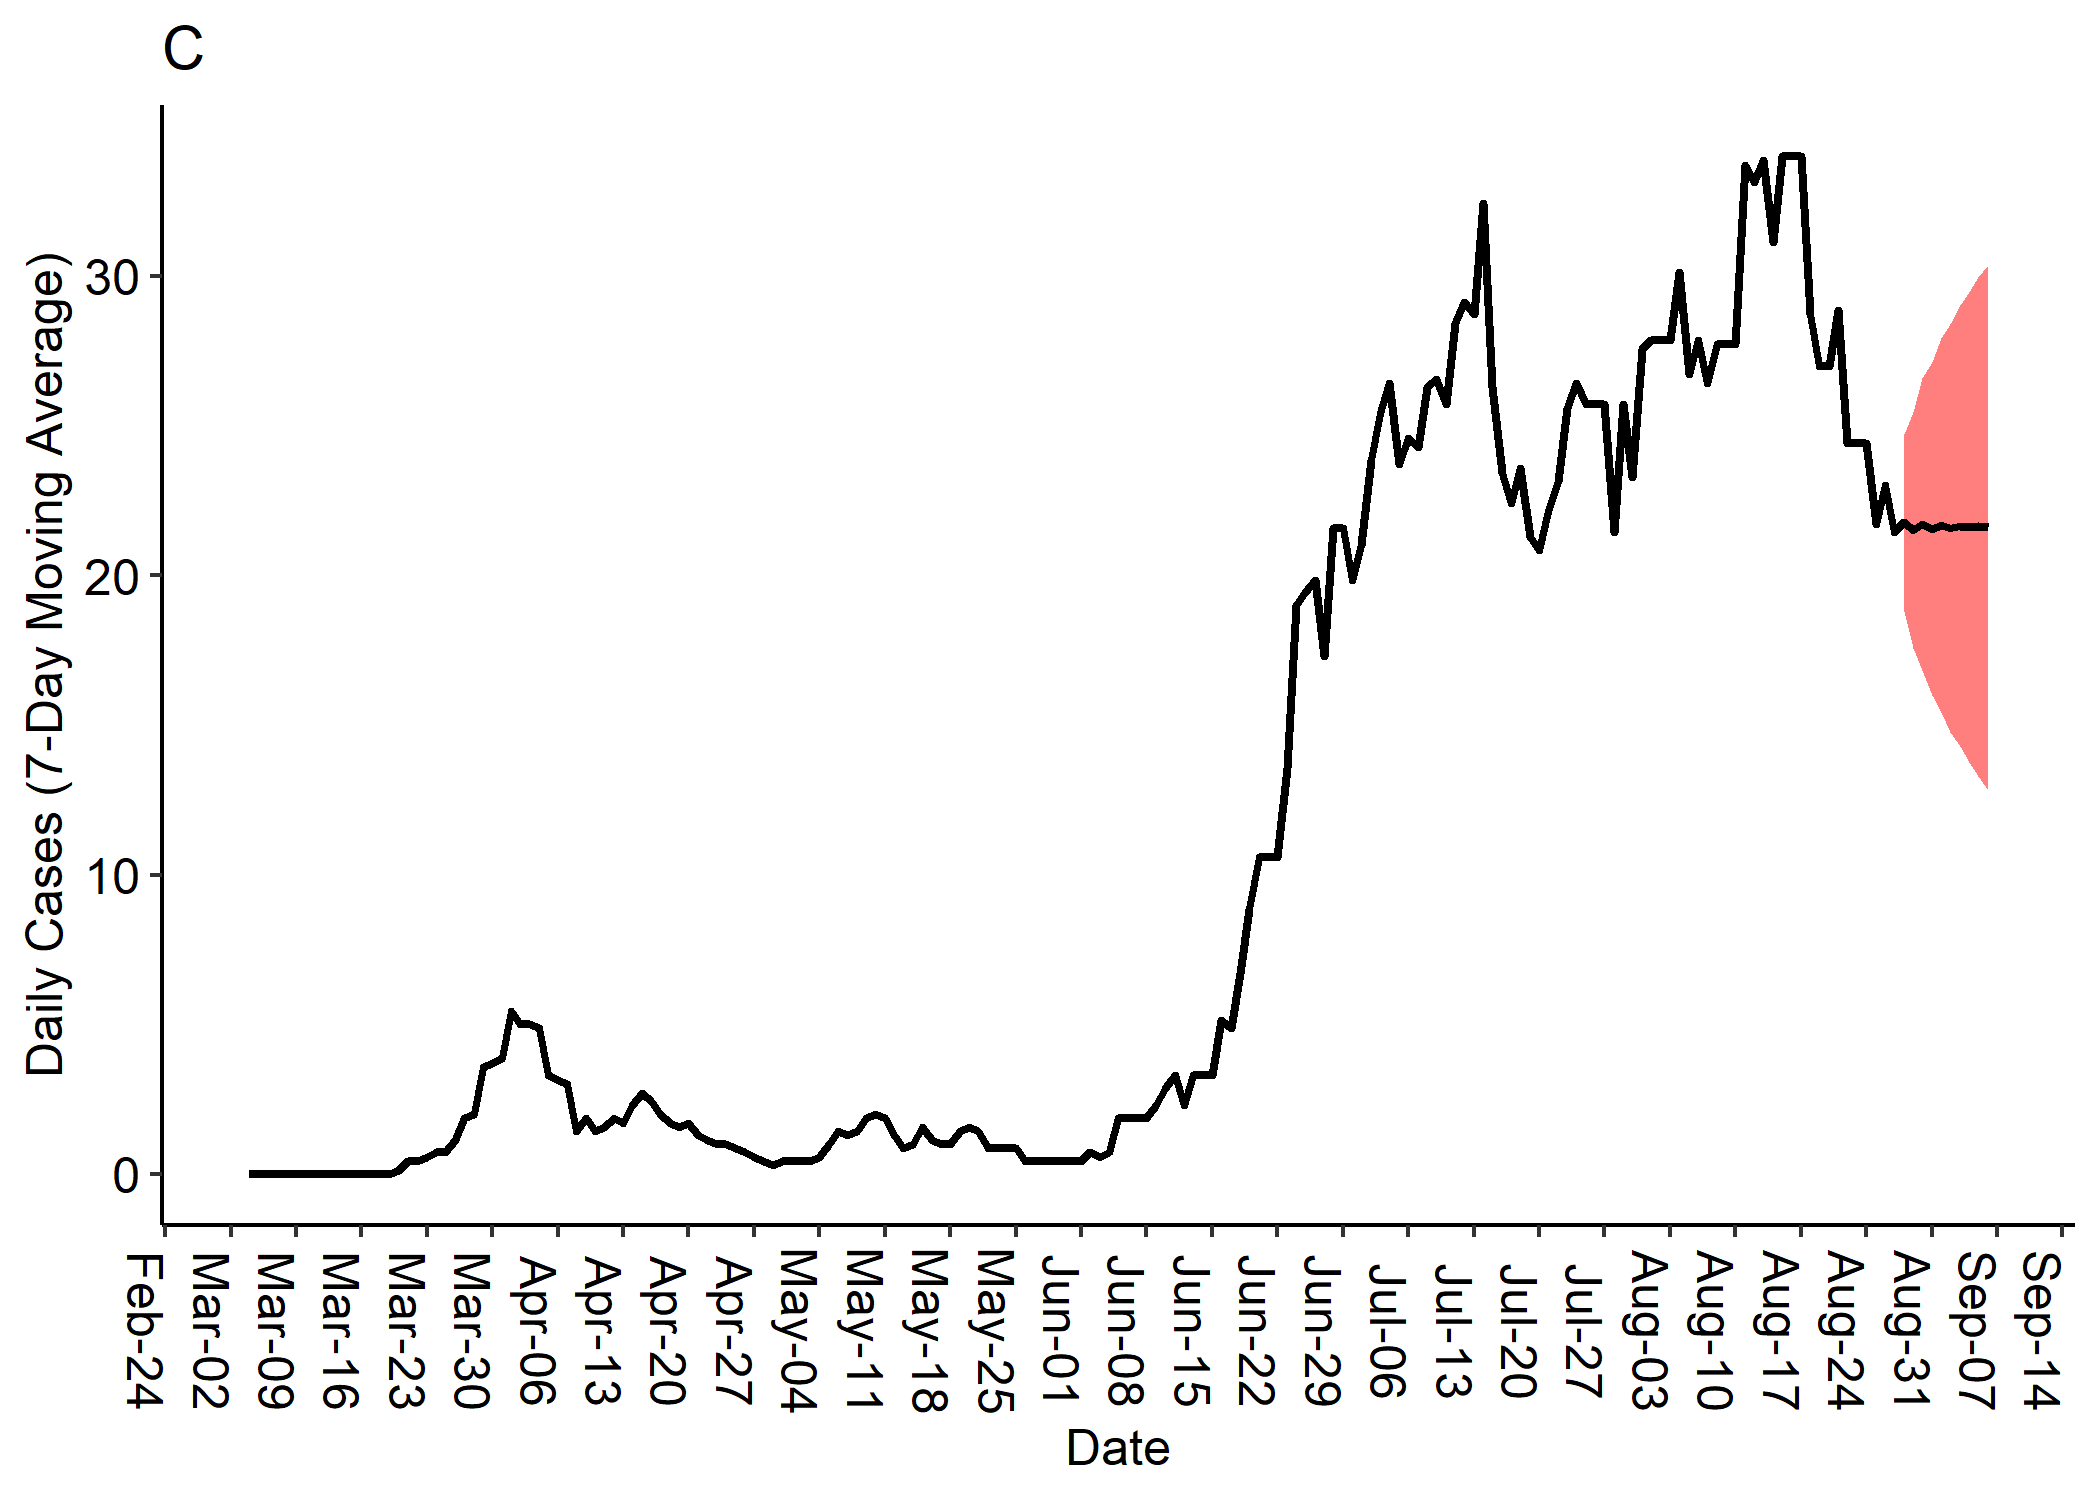 C
Daily Cases (7-Day Moving Average)
30
20
10
0
Feb-24
Mar-02
Mar-09
Mar-16
Mar-23
Mar-30
Apr-06
Apr-13
Apr-20
Apr-27
May-04
May-11
May-18
May-25
Jun-01
Jun-08
Jun-15
Jun-22
Jun-29
Jul-06
Jul-13
Jul-20
Jul-27
Aug-03
Aug-10
Aug-17
Aug-24
Aug-31
Sep-07
Sep-14
Date